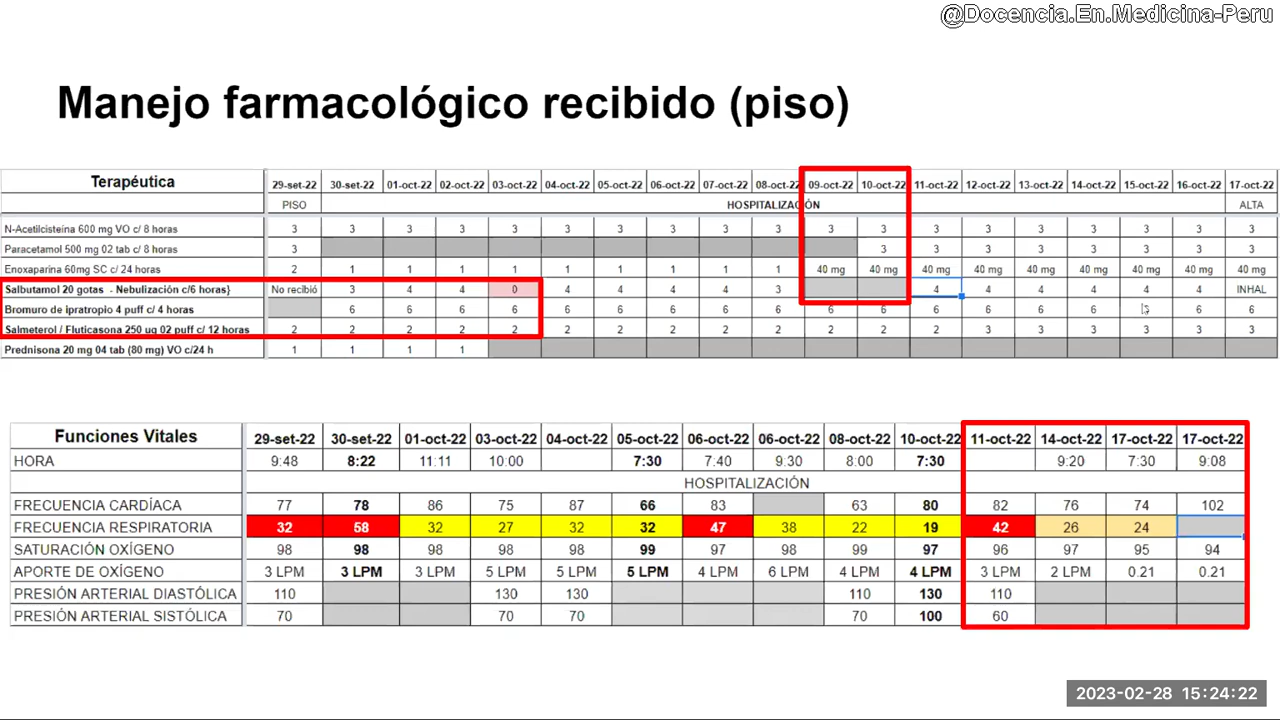 @Docencia.En.Medicina-Peru
Manejo farmacológico recibido (piso)
Terapéutica 29-set-22 30-set-22 01-oct-22 02-oct-22 03-oct-22 04-oct-22 05-oct-22 06-oct-22 07-oct-22 08-oct-22 09-oct-22 10-oct-22 11-oct-22 12-oct-22 13-oct-22 14-oct-22 15-oct-22 16-oct-22 17-oct-22
PISO HOSPITALIZACIÓN ALTA
N-Acetilcisteína 600 mg VO c/ 8 horas 3 3 3 3 3 3 3 3 3 3 3 3 3 3 3 3 3 3 3
Paracetamol 500 mg 02 tab c/ 8 horas 3 3 3 3 3 3 3 3 3
Enoxaparina 60mg SC c/ 24 horas 2 1 1 1 1 1 1 1 1 1 40 mg 40 mg 40 mg 40 mg 40 mg 40 mg 40 mg 40 mg 40 mg
Salbutamol 20 gotas - Nebulización c/6 horas} No recibió 3 4 4 0 4 4 4 4 3 4 4 4 4 4 4 INHAL
Bromuro de ipratropio 4 puff c/ 4 horas 6 6 6 6 6 6 6 6 6 6 6 6 6 6 6 6 6 6
Salmeterol / Fluticasona 250 ug 02 puff c/ 12 horas 2 2 2 2 2 2 2 2 2 2 2 2 2 3 3 3 3 3 3
Prednisona 20 mg 04 tab (80 mg) VO c/24 h 1 1 1 1
Funciones Vitales 29-set-22 30-set-22 01-oct-22 03-oct-22 04-oct-22 05-oct-22 06-oct-22 06-oct-22 08-oct-22 10-oct-22 11-oct-22 14-oct-22 17-oct-22 17-oct-22
HORA 9:48 8:22 11:11 10:00 7:30 7:40 9:30 8:00 7:30 9:20 7:30 9:08
HOSPITALIZACIÓN
FRECUENCIA CARDÍACA 77 78 86 75 87 66 83 63 80 82 76 74 102
FRECUENCIA RESPIRATORIA 32 58 32 27 32 32 47 38 22 19 42 26 24
SATURACIÓN OXÍGENO 98 98 98 98 98 99 97 98 99 97 96 97 95 94
APORTE DE OXÍGENO 3 LPM 3 LPM 3 LPM 5 LPM 5 LPM 5 LPM 4 LPM 6 LPM 4 LPM 4 LPM 3 LPM 2 LPM 0.21 0.21
PRESIÓN ARTERIAL DIASTÓLICA 110 130 130 110 130 110
PRESIÓN ARTERIAL SISTÓLICA 70 70 70 70 100 60
2023-02-28 15:24:22